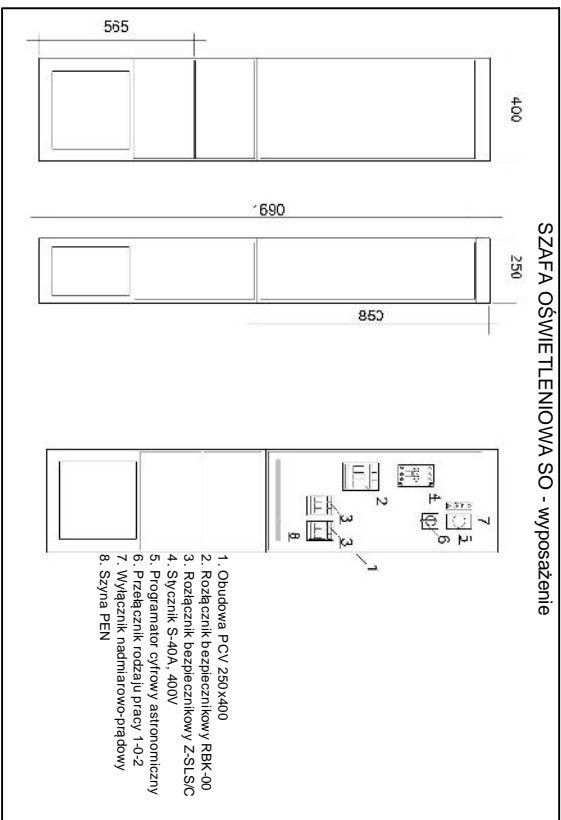 SZAFA OŚWIETLENIOWA SO - wyposażenie
400
250
565
1690
850
7
5
4
6
2
3
3
8
1
1. Obudowa PCV 250x400
2. Rozłącznik bezpiecznikowy RBK-00
3. Rozłącznik bezpiecznikowy Z-SLS/C
4. Stycznik S-40A, 400V
5. Programator cyfrowy astronomiczny
6. Przełącznik rodzaju pracy 1-0-2
7. Wyłącznik nadmiarowo-prądowy
8. Szyna PEN